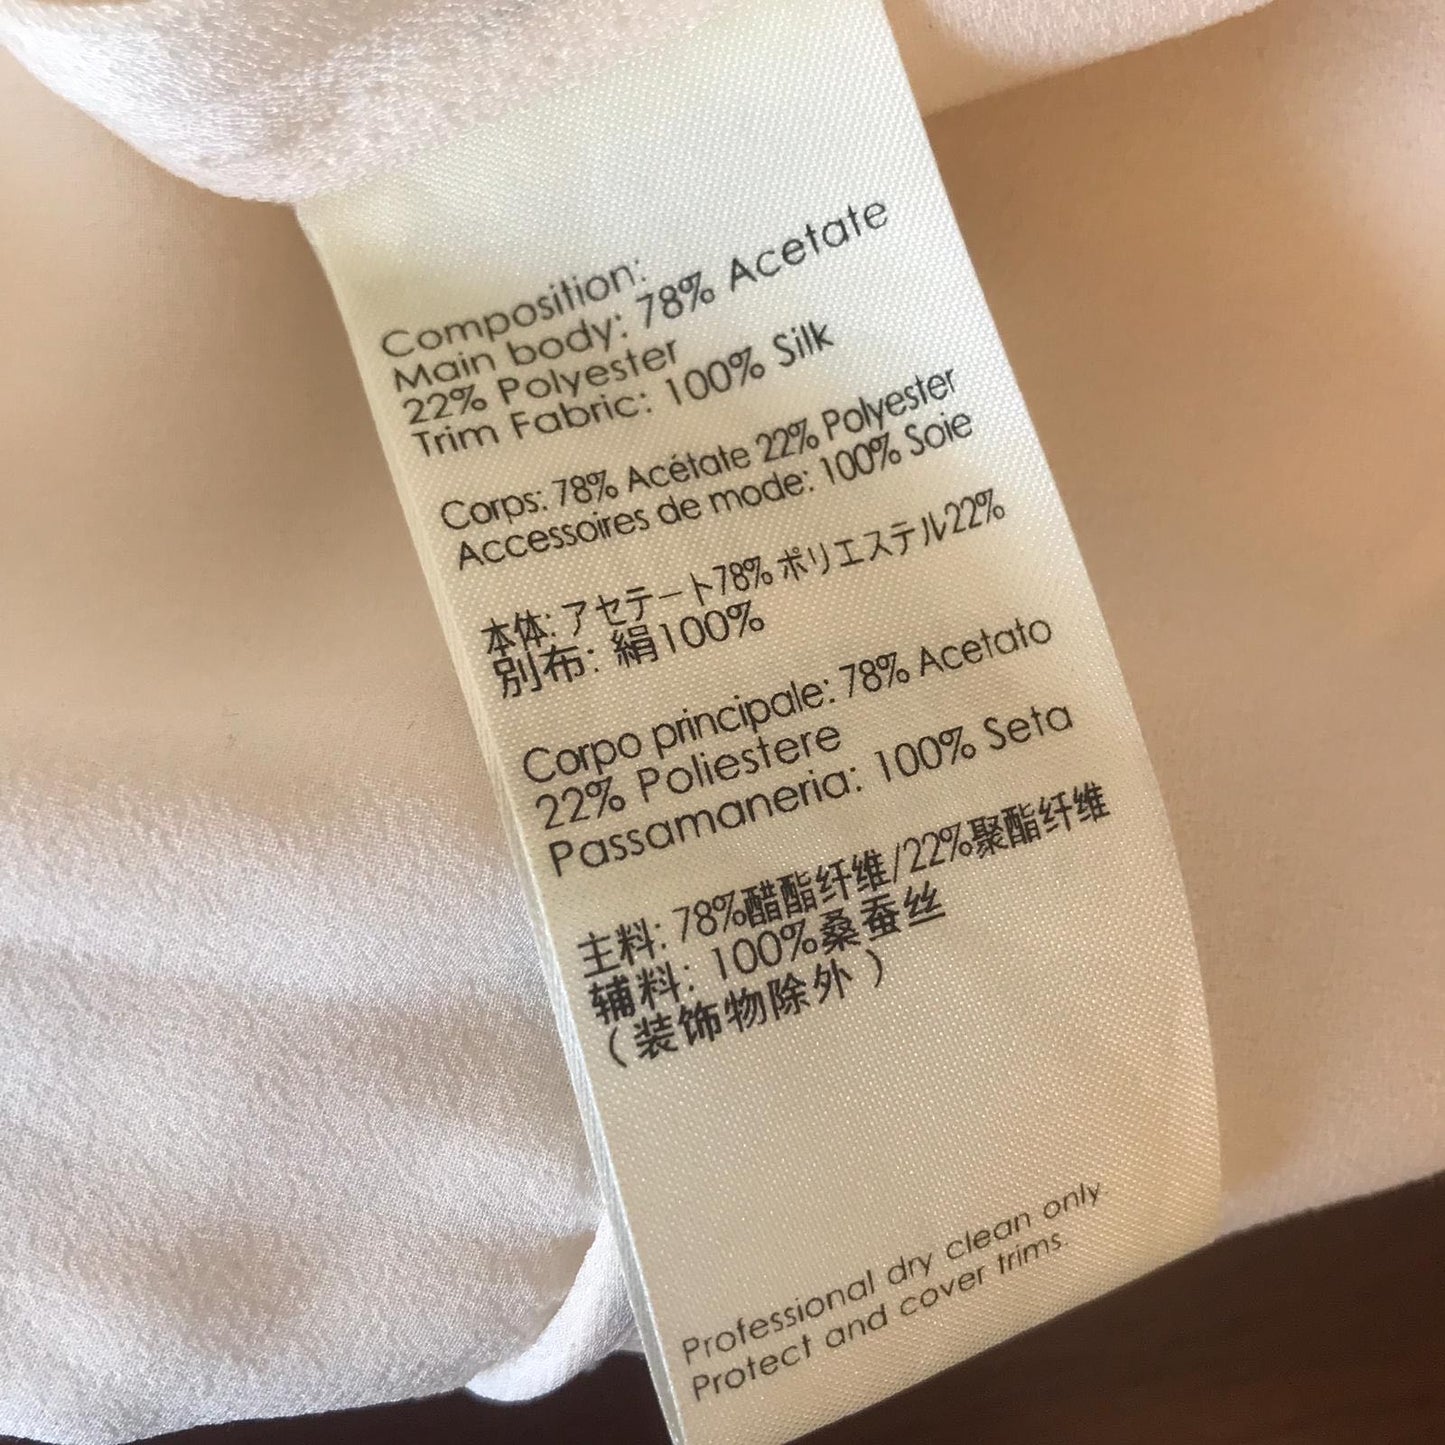 Composition:
Main body: 78% Acetate
22% Polyester
Trim Fabric: 100% Silk
Corps: 78% Acétate 22% Polyester
Accessoires de mode: 100% Soie
本体: アセテート78% ポリエステル22%
別布: 絹100%
Corpo principale: 78% Acetato
22% Poliestere
Passamaneria: 100% Seta
主料: 78%醋酯纤维/22%聚酯纤维
辅料: 100%桑蚕丝
（装饰物除外）
Professional dry clean only.
Protect and cover trims.